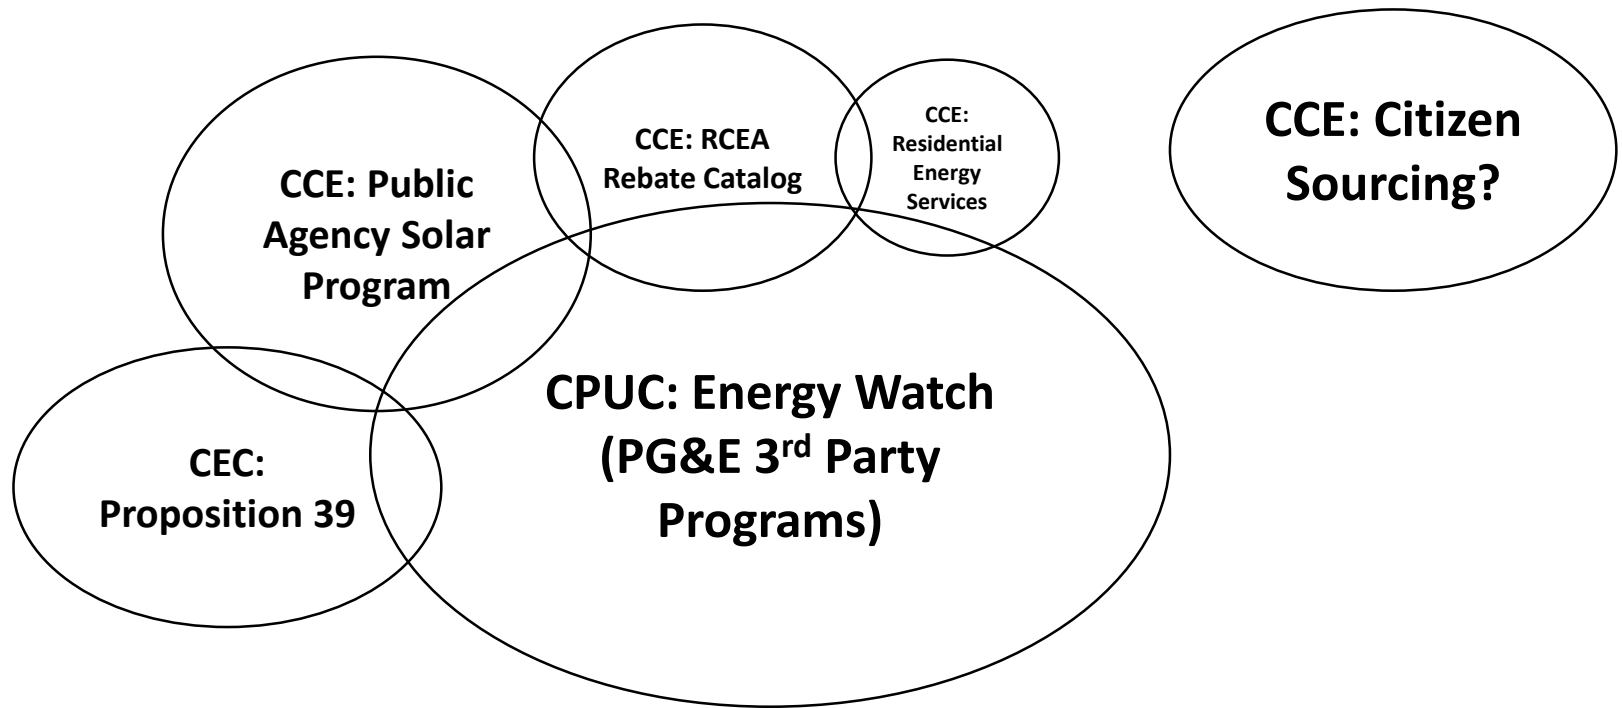 CCE: Public
Agency Solar
Program
CCE: RCEA
Rebate Catalog
CCE:
Residential
Energy
Services
CCE: Citizen
Sourcing?
CEC:
Proposition 39
CPUC: Energy Watch
(PG&E 3rd Party
Programs)